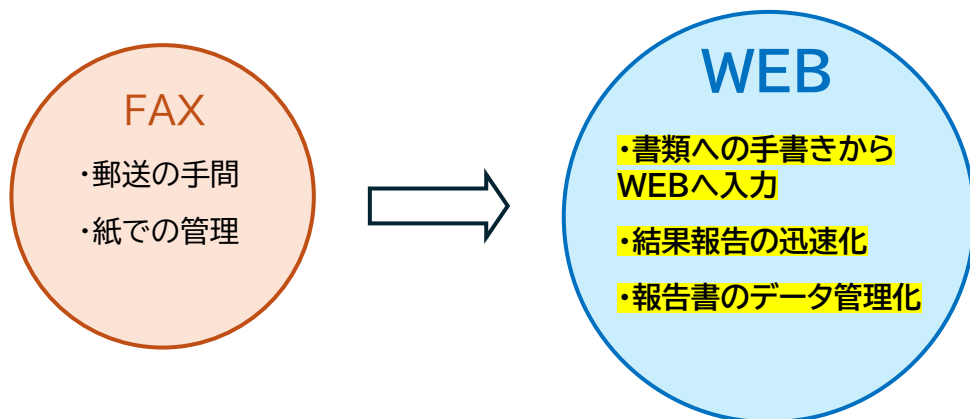 FAX
・郵送の手間
・紙での管理
WEB
・書類への手書きから
WEBへ入力
・結果報告の迅速化
・報告書のデータ管理化